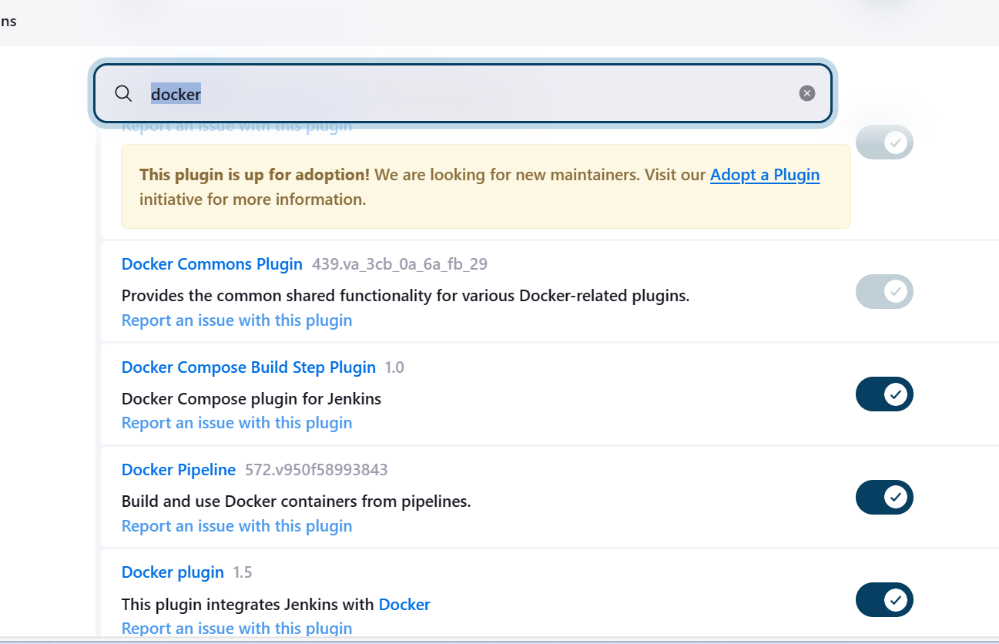 ns
docker
Report an issue with this plugin
This plugin is up for adoption! We are looking for new maintainers. Visit our Adopt a Plugin
initiative for more information.
Docker Commons Plugin 439.va_3cb_0a_6a_fb_29
Provides the common shared functionality for various Docker-related plugins.
Report an issue with this plugin
Docker Compose Build Step Plugin 1.0
Docker Compose plugin for Jenkins
Report an issue with this plugin
Docker Pipeline 572.v950f58993843
Build and use Docker containers from pipelines.
Report an issue with this plugin
Docker plugin 1.5
This plugin integrates Jenkins with Docker
Report an issue with this plugin